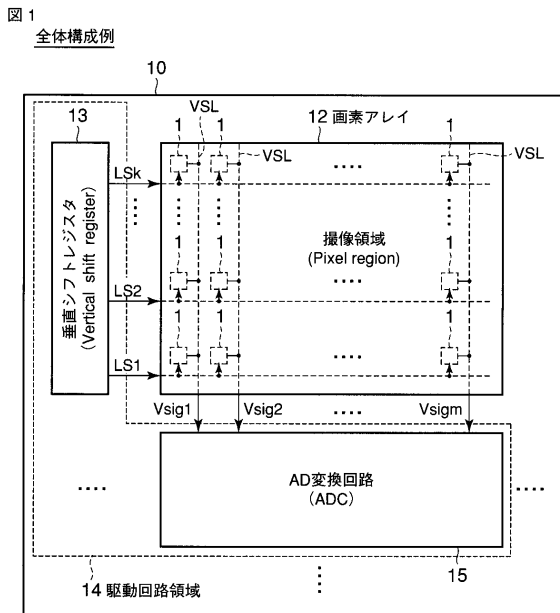 図 1
全体構成例
10
13
VSL
1 1
12 画素アレイ
1
VSL
VSL
LSk
....
....
垂直シフトレジスタ
(Vertical shift register)
撮像領域
(Pixel region)
1 1 1
....
LS2
1 1 1
....
LS1
Vsig1 Vsig2 .... Vsigm
AD変換回路
(ADC)
.... ....
14 駆動回路領域
15
....